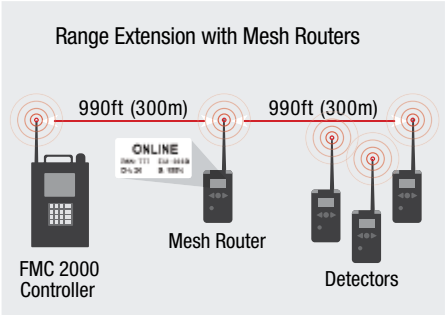 Range Extension with Mesh Routers
990ft (300m)
990ft (300m)
ONLINE
Mesh Router
FMC 2000
Controller
Detectors